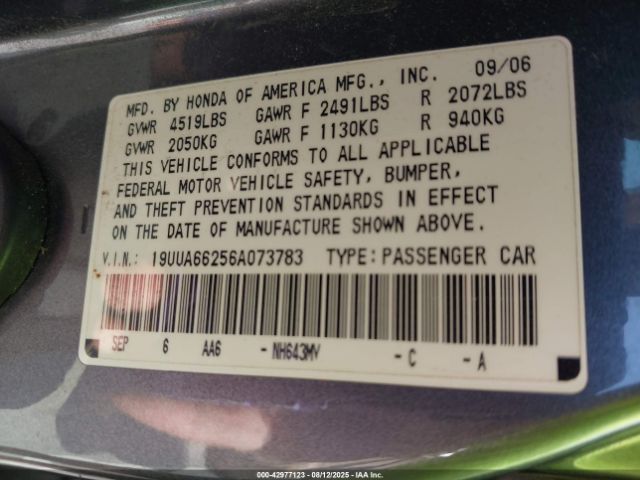 MFD. BY HONDA OF AMERICA MFG., INC. 09/06
GVWR 4519LBS GAWR F 2491LBS R 2072LBS
GVWR 2050KG GAWR F 1130KG R 940KG
THIS VEHICLE CONFORMS TO ALL APPLICABLE
FEDERAL MOTOR VEHICLE SAFETY, BUMPER,
AND THEFT PREVENTION STANDARDS IN EFFECT
ON THE DATE OF MANUFACTURE SHOWN ABOVE.
V.I.N.: 19UUA66256A073783 TYPE: PASSENGER CAR
SEP 6 AA6 - NH643MV - C - A
000-42977123 - 08/12/2025 - IAA Inc.